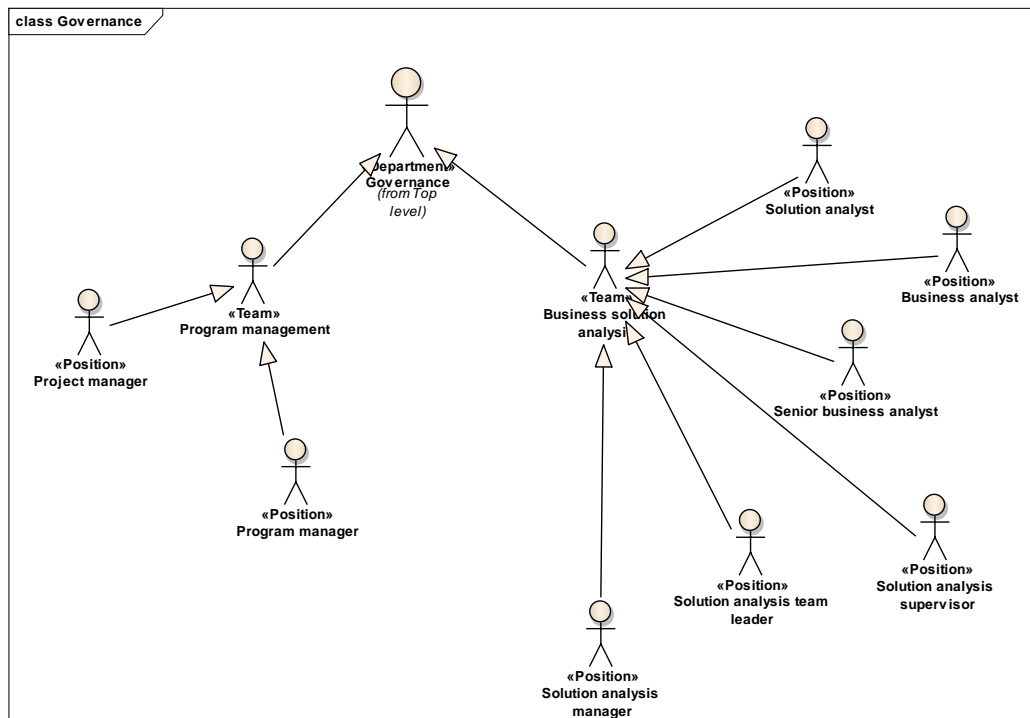 class Governance
«Department»
Governance
(from Top
level)
«Position»
Solution analyst
«Position»
Business analyst
«Team»
Program management
«Team»
Business solution
analysis
«Position»
Project manager
«Position»
Senior business analyst
«Position»
Program manager
«Position»
Solution analysis
supervisor
«Position»
Solution analysis team
leader
«Position»
Solution analysis
manager